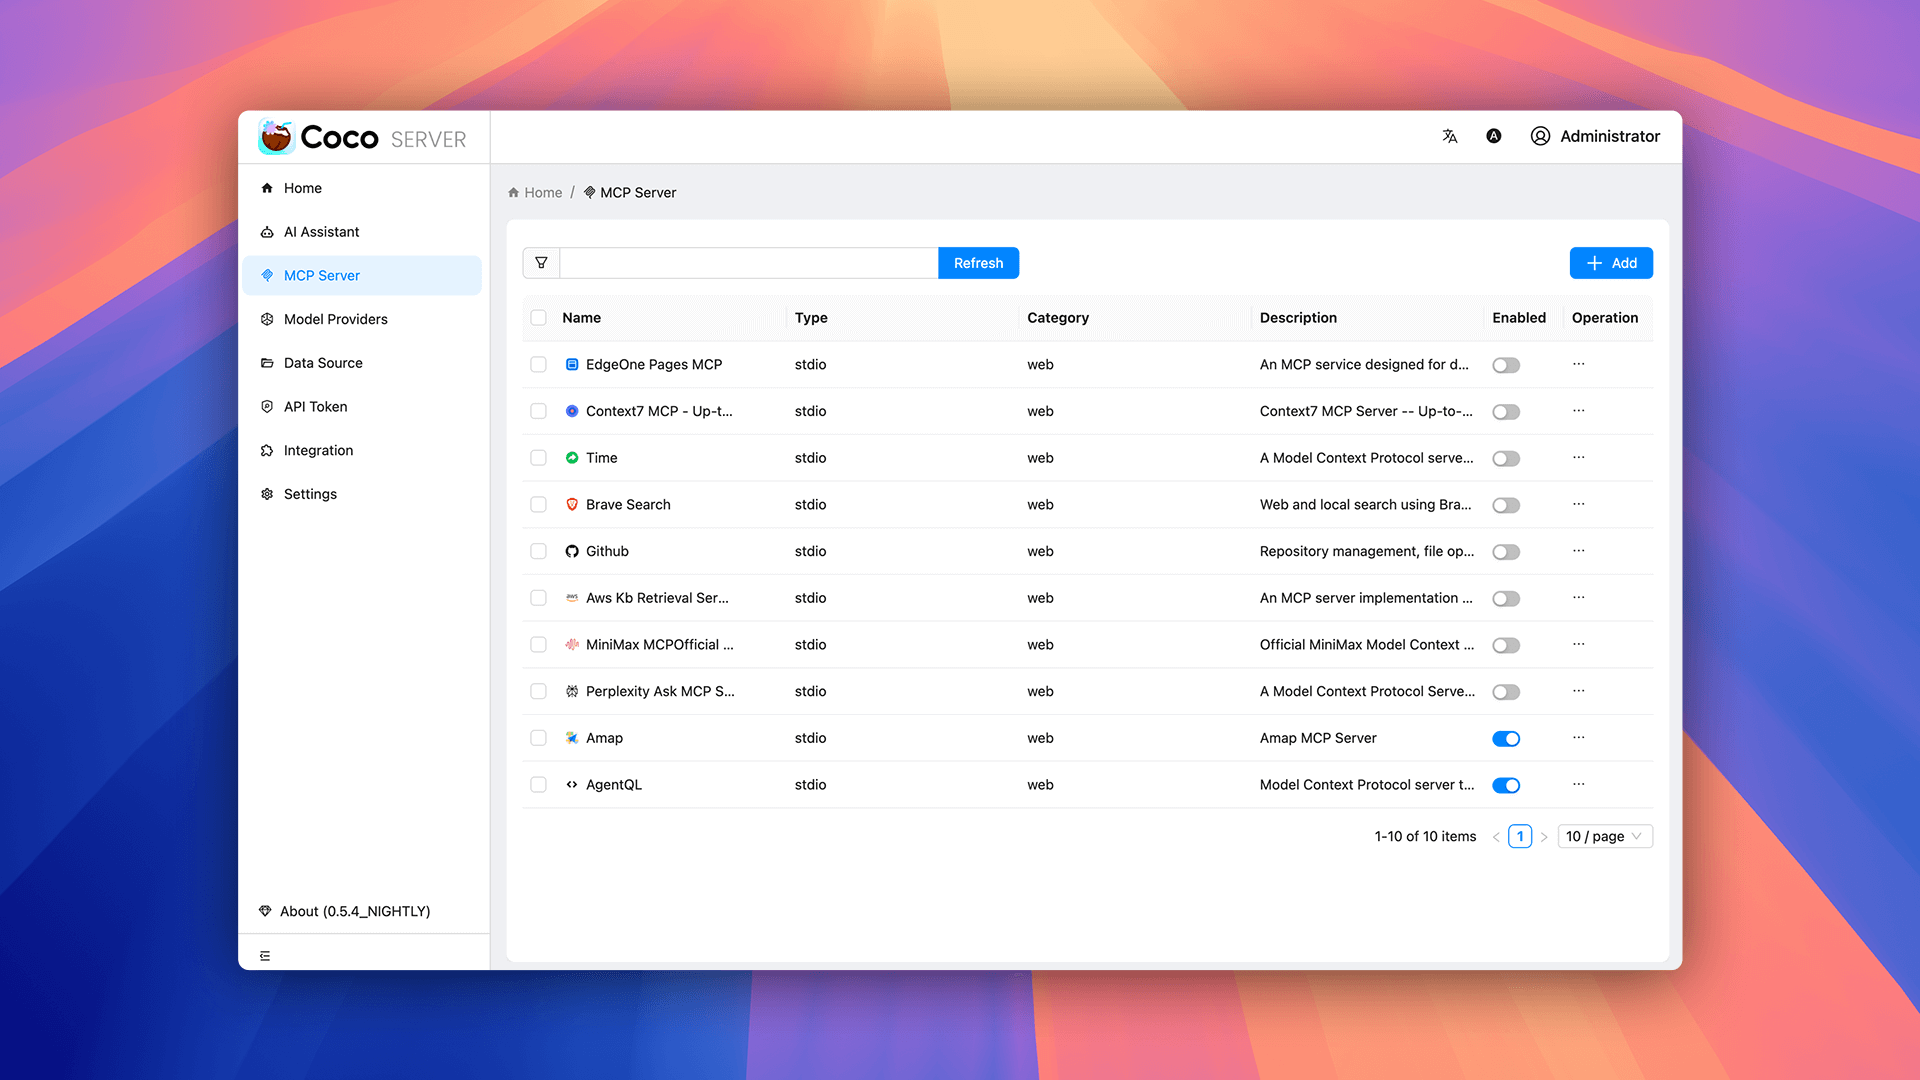 Coco SERVER
Administrator
Home
AI Assistant
MCP Server
Model Providers
Data Source
API Token
Integration
Settings
About (0.5.4_NIGHTLY)
Home / MCP Server
Refresh
Add
Name Type Category Description Enabled Operation
EdgeOne Pages MCP stdio web An MCP service designed for d... ...
Context7 MCP - Up-t... stdio web Context7 MCP Server -- Up-to-... ...
Time stdio web A Model Context Protocol serve... ...
Brave Search stdio web Web and local search using Bra... ...
Github stdio web Repository management, file op... ...
Aws Kb Retrieval Ser... stdio web An MCP server implementation ... ...
MiniMax MCPOfficial ... stdio web Official MiniMax Model Context ... ...
Perplexity Ask MCP S... stdio web A Model Context Protocol Serve... ...
Amap stdio web Amap MCP Server ...
AgentQL stdio web Model Context Protocol server t... ...
1-10 of 10 items < 1 > 10 / page